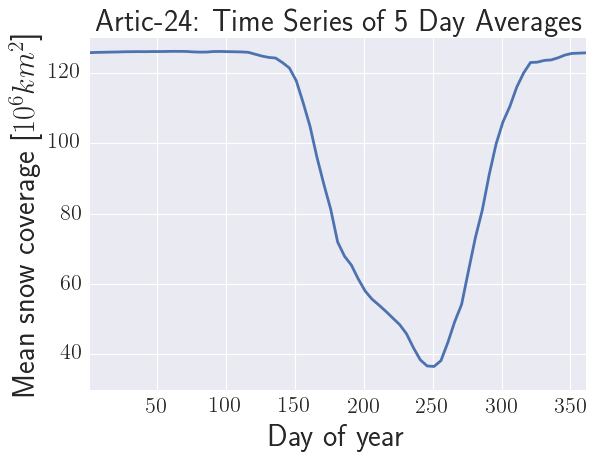 Artic-24: Time Series of 5 Day Averages
Mean snow coverage [10⁶km²]
120
100
80
60
40
50 100 150 200 250 300 350
Day of year